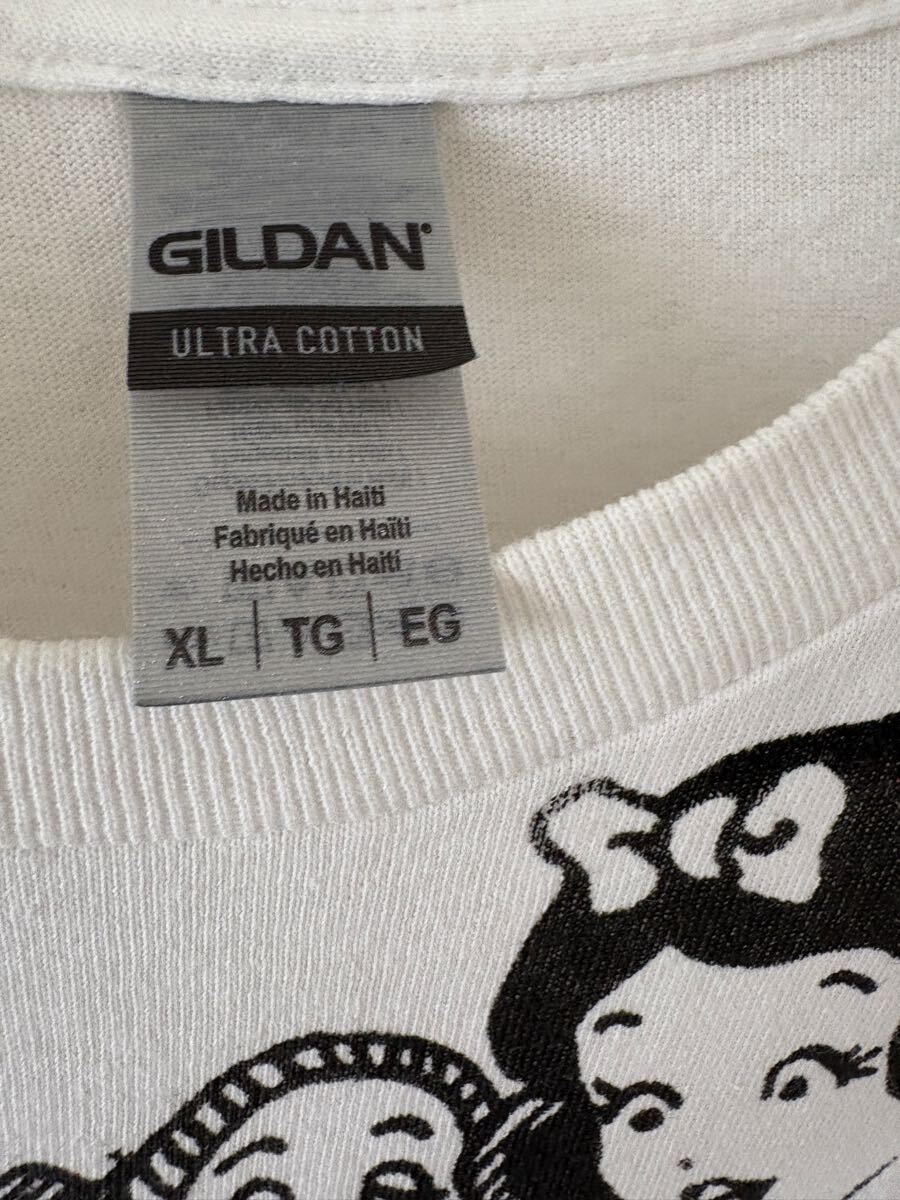 GILDAN
ULTRA COTTON
Made in Haiti
Fabriqué en Haïti
Hecho en Haití
XL | TG | EG